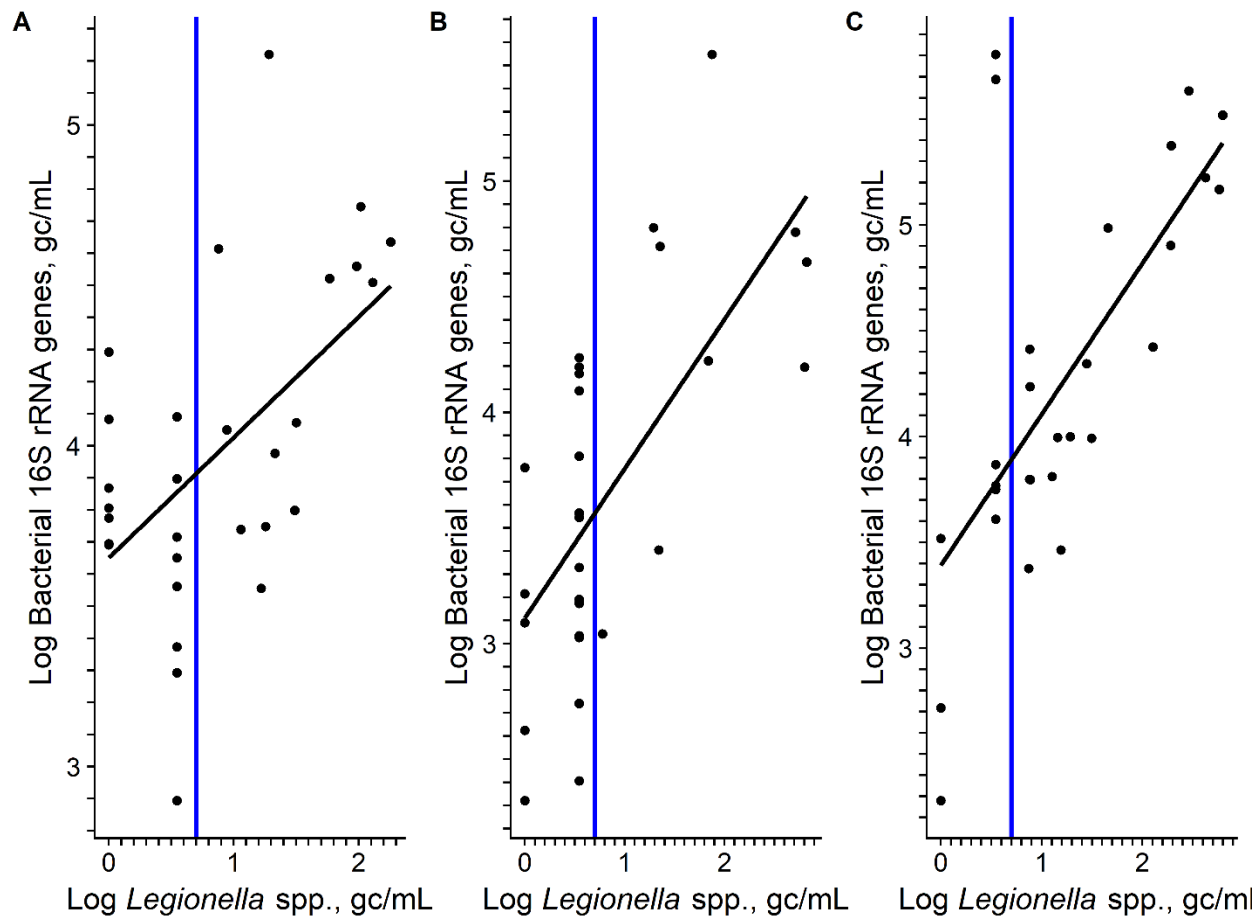 A
B
C
Log Bacterial 16S rRNA genes, gc/mL
5
4
3
0 1 2
Log Legionella spp., gc/mL
Log Bacterial 16S rRNA genes, gc/mL
5
4
3
0 1 2
Log Legionella spp., gc/mL
Log Bacterial 16S rRNA genes, gc/mL
5
4
3
0 1 2
Log Legionella spp., gc/ml